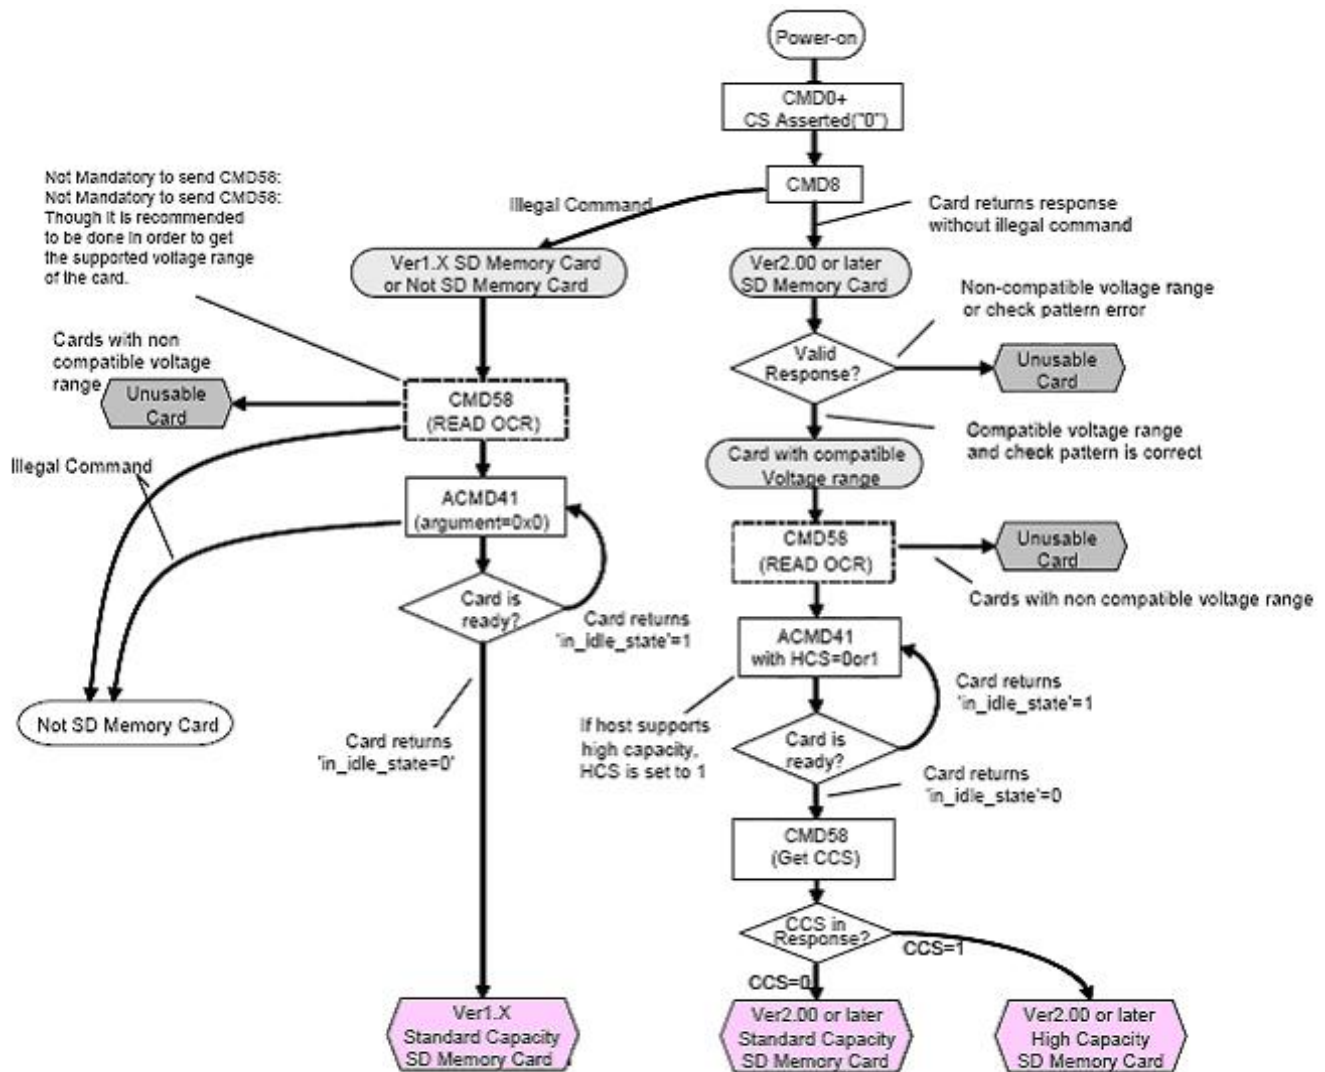 Power-on
CMD0+
CS Asserted("0")
CMD8
Illegal Command
Card returns response
without illegal command
Not Mandatory to send CMD58:
Not Mandatory to send CMD58:
Though it is recommended
to be done in order to get
the supported voltage range
of the card.
Ver1.X SD Memory Card
or Not SD Memory Card
Ver2.00 or later
SD Memory Card
Non-compatible voltage range
or check pattern error
Cards with non
compatible voltage
range
Unusable
Card
CMD58
(READ OCR)
Valid
Response?
Unusable
Card
Compatible voltage range
and check pattern is correct
Illegal Command
Card with compatible
Voltage range
ACMD41
(argument=0x0)
CMD58
(READ OCR)
Unusable
Card
Cards with non compatible voltage range
Card is
ready?
Card returns
'in_idle_state'=1
ACMD41
with HCS=0or1
Card returns
'in_idle_state'=1
Not SD Memory Card
Card returns
'in_idle_state=0'
If host supports
high capacity,
HCS is set to 1
Card is
ready?
Card returns
'in_idle_state'=0
CMD58
(Get CCS)
CCS in
Response?
CCS=1
CCS=0
Ver1.X
Standard Capacity
SD Memory Card
Ver2.00 or later
Standard Capacity
SD Memory Card
Ver2.00 or later
High Capacity
SD Memory Card